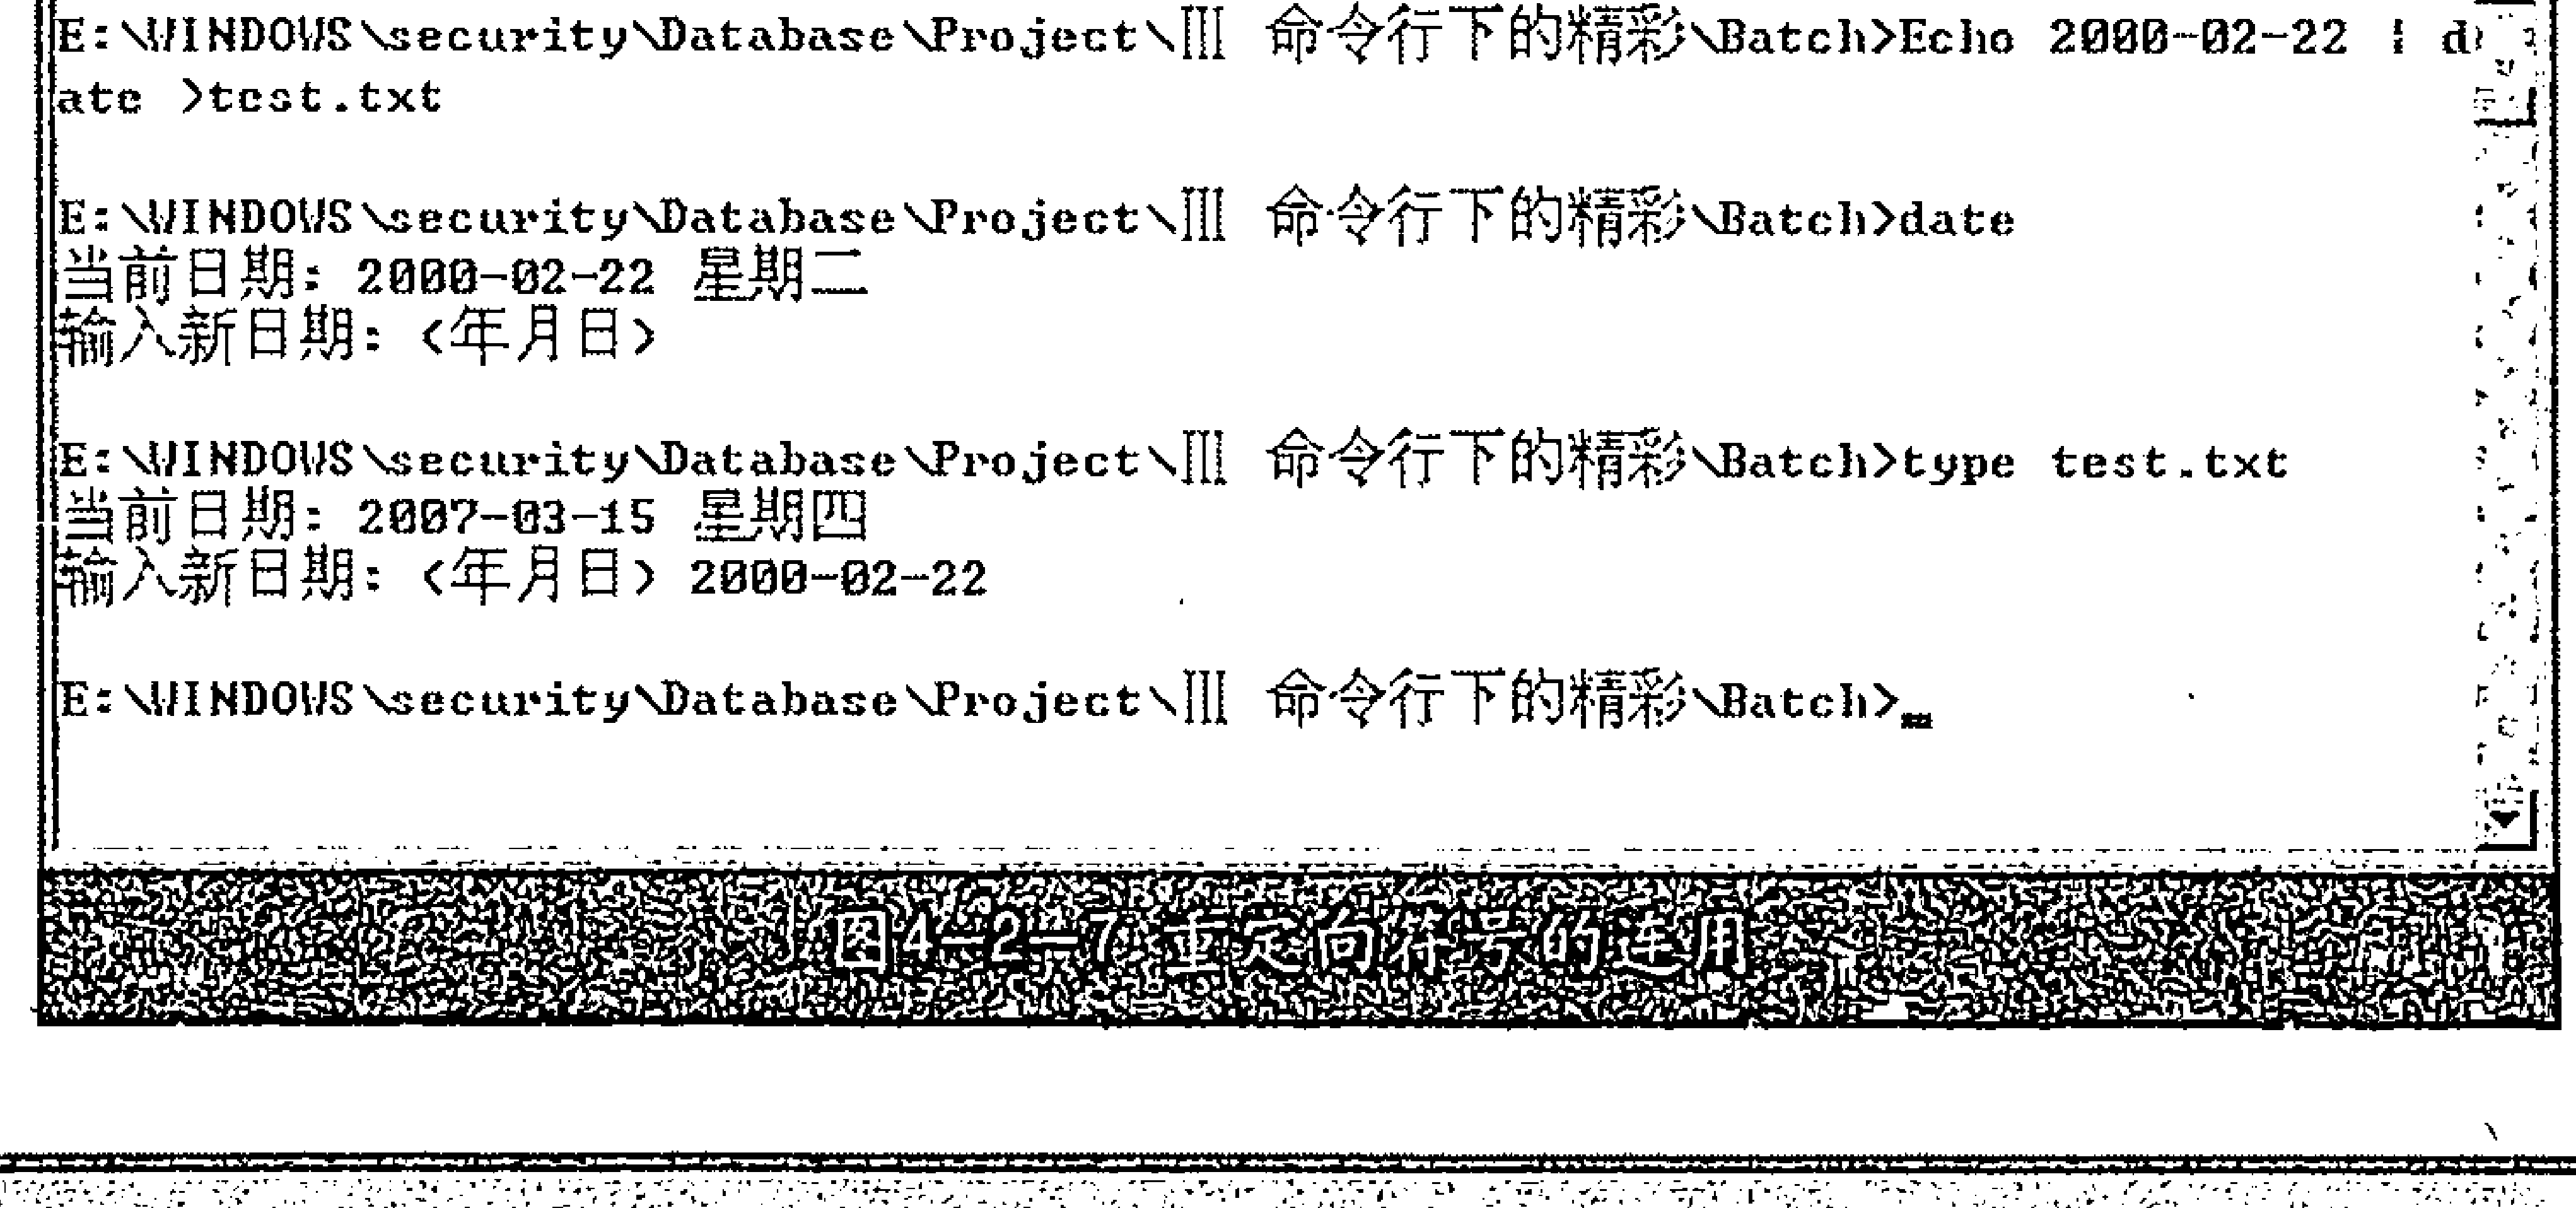 E:\WINDOWS\security\Database\Project\III 命令行下的精彩\Batch>Echo 2000-02-22 | d
ate >test.txt
E:\WINDOWS\security\Database\Project\III 命令行下的精彩\Batch>date
当前日期: 2000-02-22 星期二
输入新日期: (年月日)
E:\WINDOWS\security\Database\Project\III 命令行下的精彩\Batch>type test.txt
当前日期: 2007-03-15 星期四
输入新日期: (年月日) 2000-02-22
E:\WINDOWS\security\Database\Project\III 命令行下的精彩\Batch>_
图4-2-7 重定向符号的连用